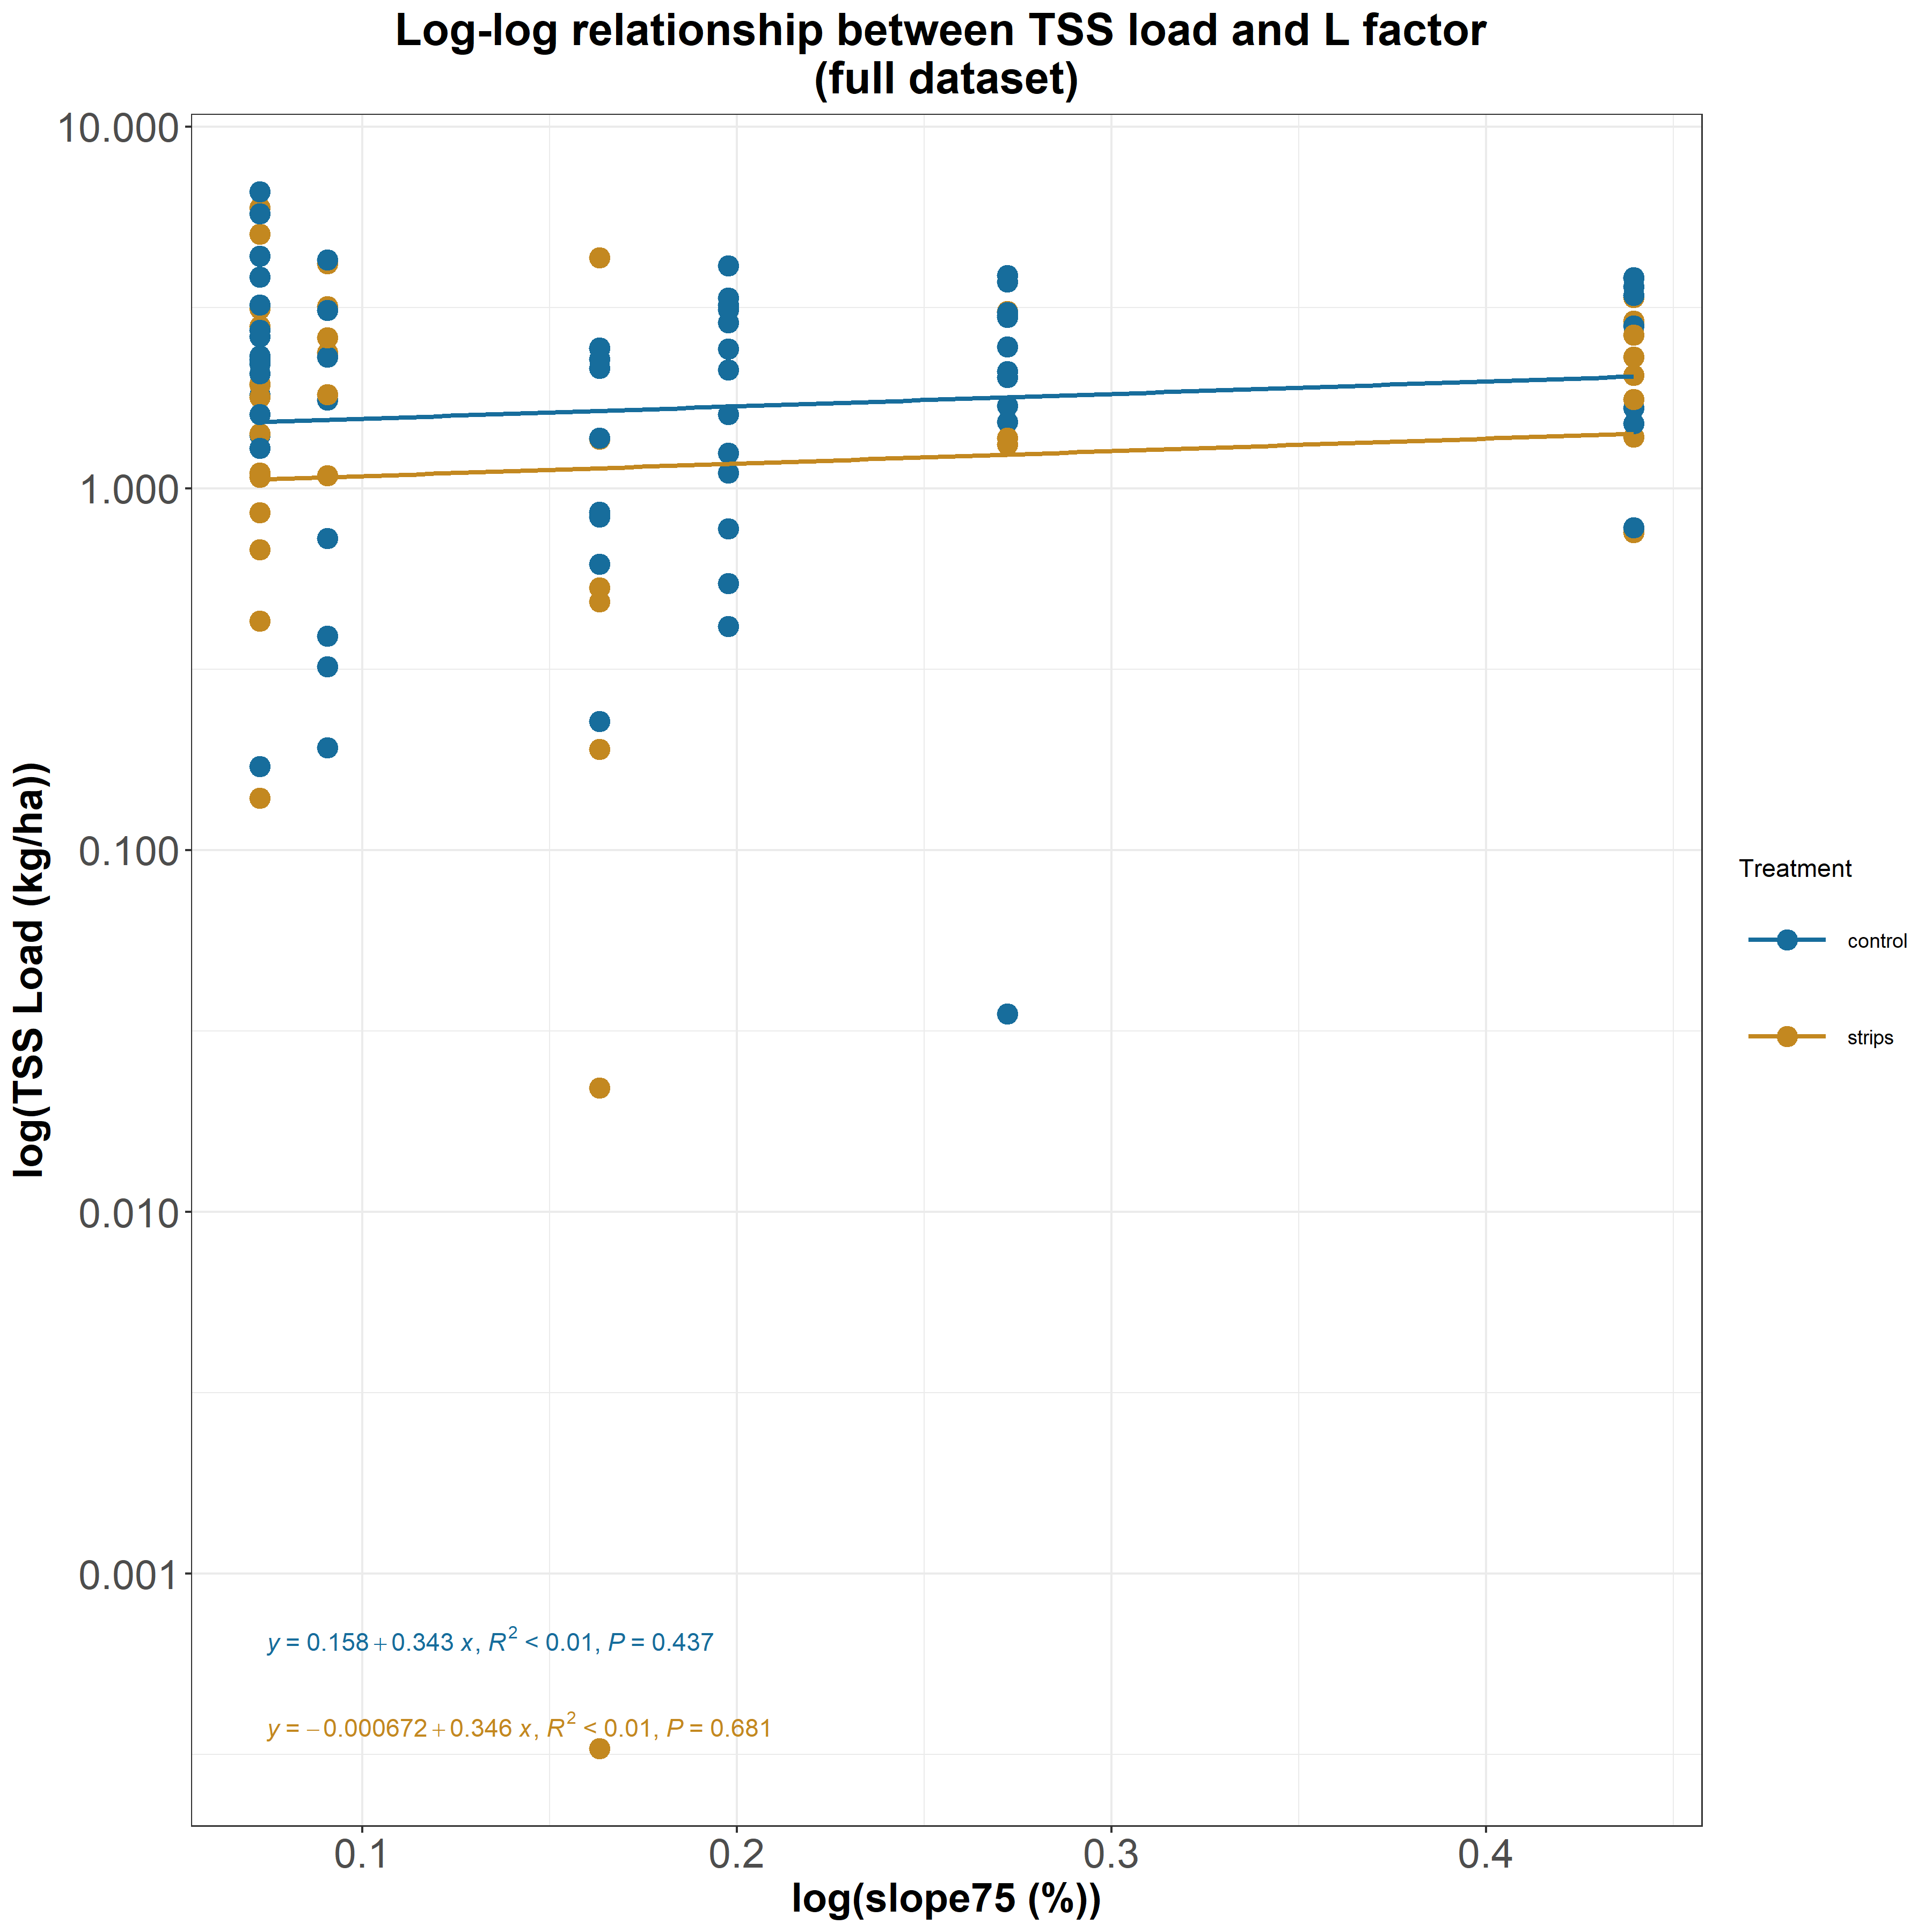 Log-log relationship between TSS load and L factor
(full dataset)
log(TSS Load (kg/ha))
10.000
1.000
0.100
0.010
0.001
y = 0.158 + 0.343 x, R² < 0.01, P = 0.437
y = −0.000672 + 0.346 x, R² < 0.01, P = 0.681
0.1 0.2 0.3 0.4
log(slope75 (%))
Treatment
control
strips